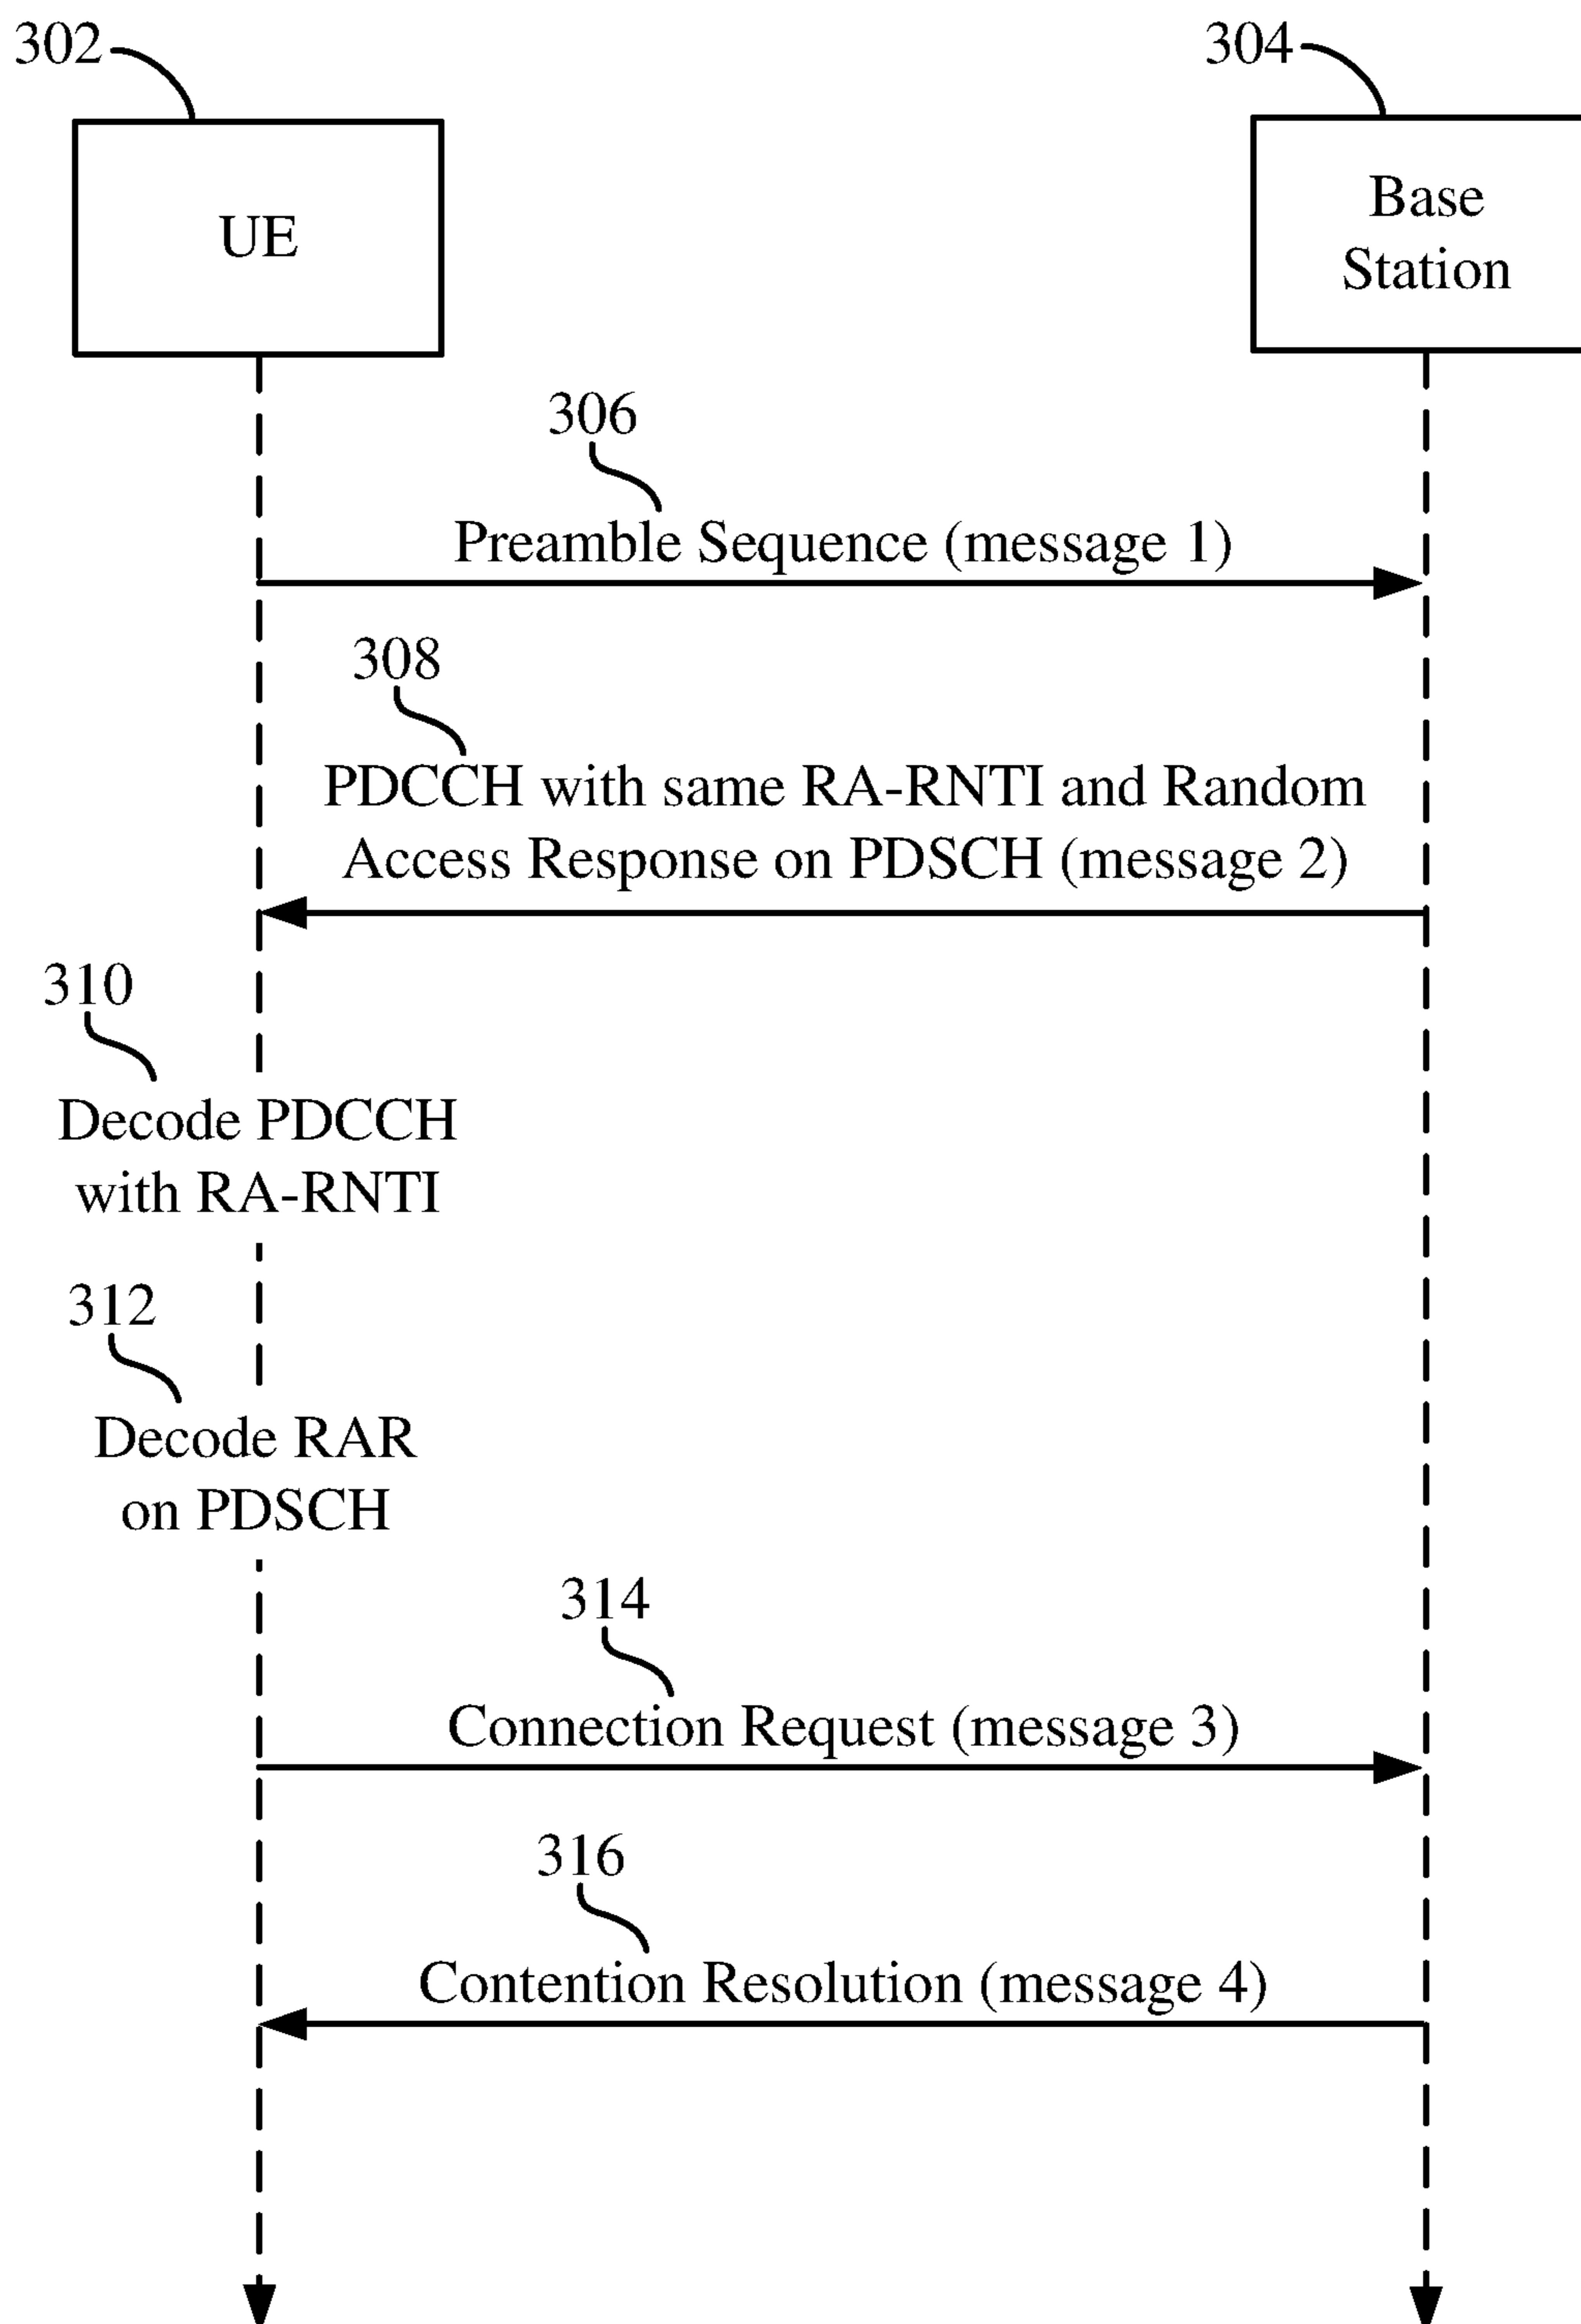 302
304
UE
Base
Station
306
Preamble Sequence (message 1)
308
PDCCH with same RA-RNTI and Random
Access Response on PDSCH (message 2)
310
Decode PDCCH
with RA-RNTI
312
Decode RAR
on PDSCH
314
Connection Request (message 3)
316
Contention Resolution (message 4)